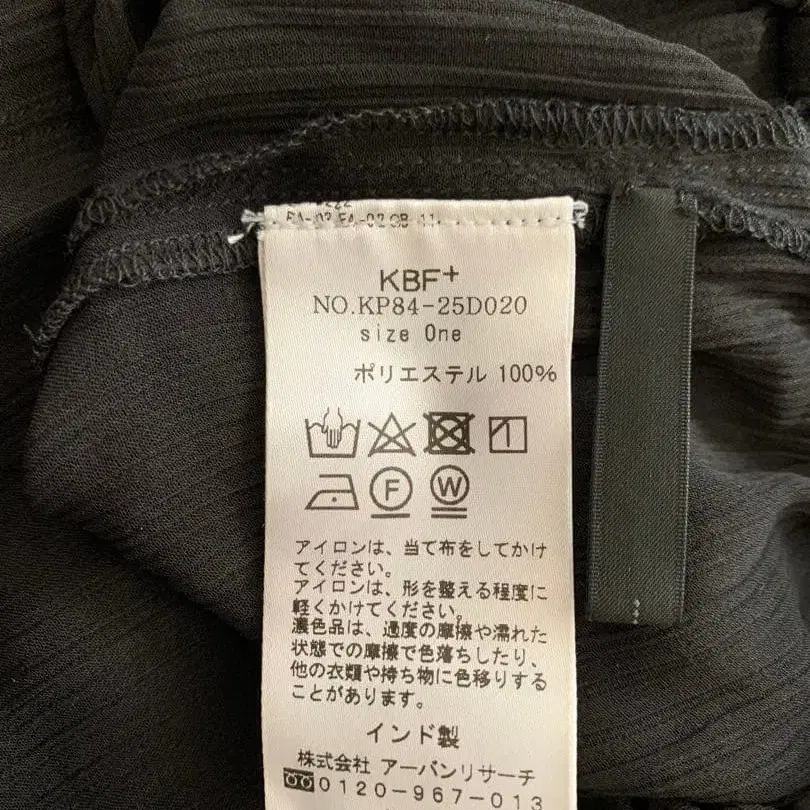 KBF+
NO.KP84-25D020
size One
ポリエステル 100%
F
W
アイロンは、当て布をしてかけ
てください。
アイロンは、形を整える程度に
軽くかけてください。
濃色品は、過度の摩擦や濡れた
状態での摩擦で色落ちしたり、
他の衣類や持ち物に色移りする
ことがあります。
インド製
株式会社 アーバンリサーチ
0120-967-013